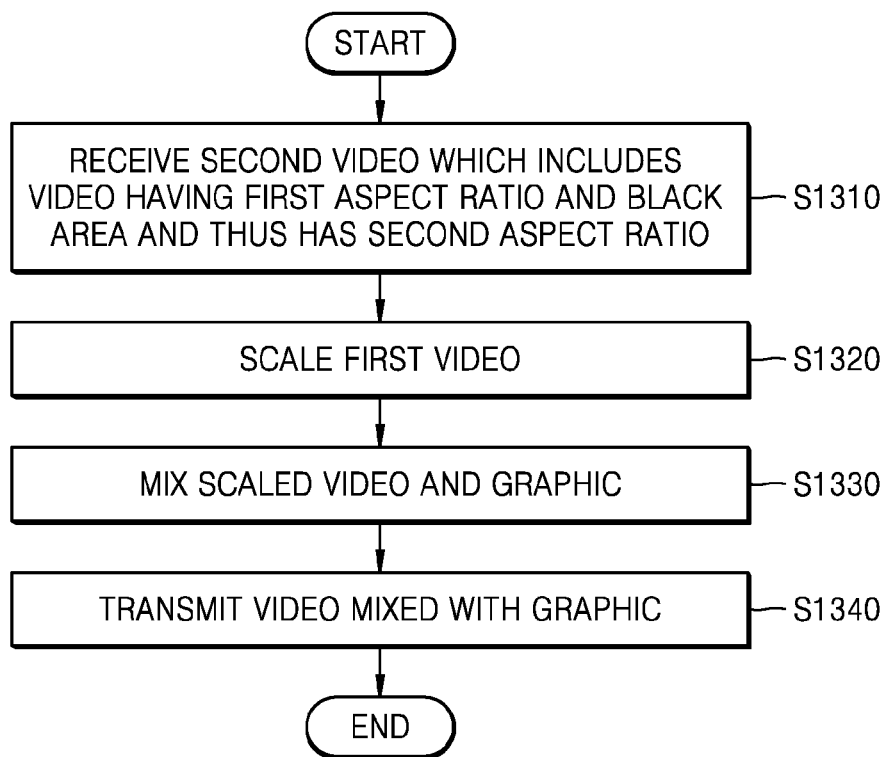 START
RECEIVE SECOND VIDEO WHICH INCLUDES
VIDEO HAVING FIRST ASPECT RATIO AND BLACK
AREA AND THUS HAS SECOND ASPECT RATIO
S1310
SCALE FIRST VIDEO
S1320
MIX SCALED VIDEO AND GRAPHIC
S1330
TRANSMIT VIDEO MIXED WITH GRAPHIC
S1340
END